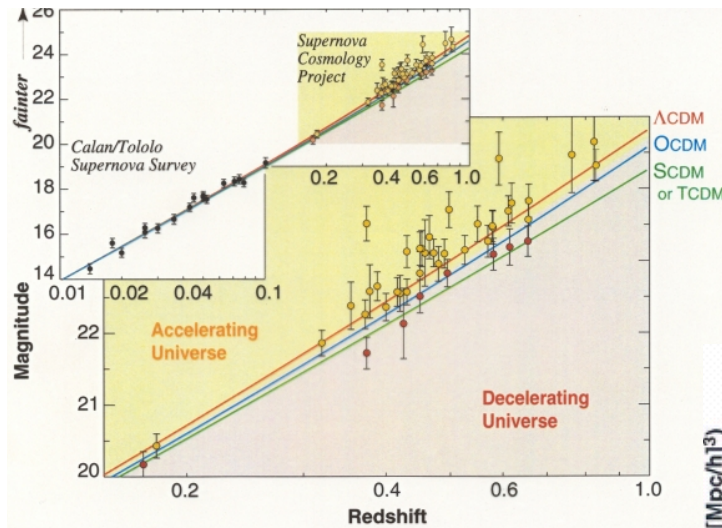 26
24
22
20
18
16
14
fainter
Supernova
Cosmology
Project
Calan/Tololo
Supernova Survey
0.01
0.02
0.04
0.1
0.2
0.4
0.6
1.0
ΛCDM
OCDM
SCDM
or TCDM
Magnitude
22
21
20
Accelerating
Universe
Decelerating
Universe
0.2
0.4
0.6
1.0
Redshift
[Mpc/h]³